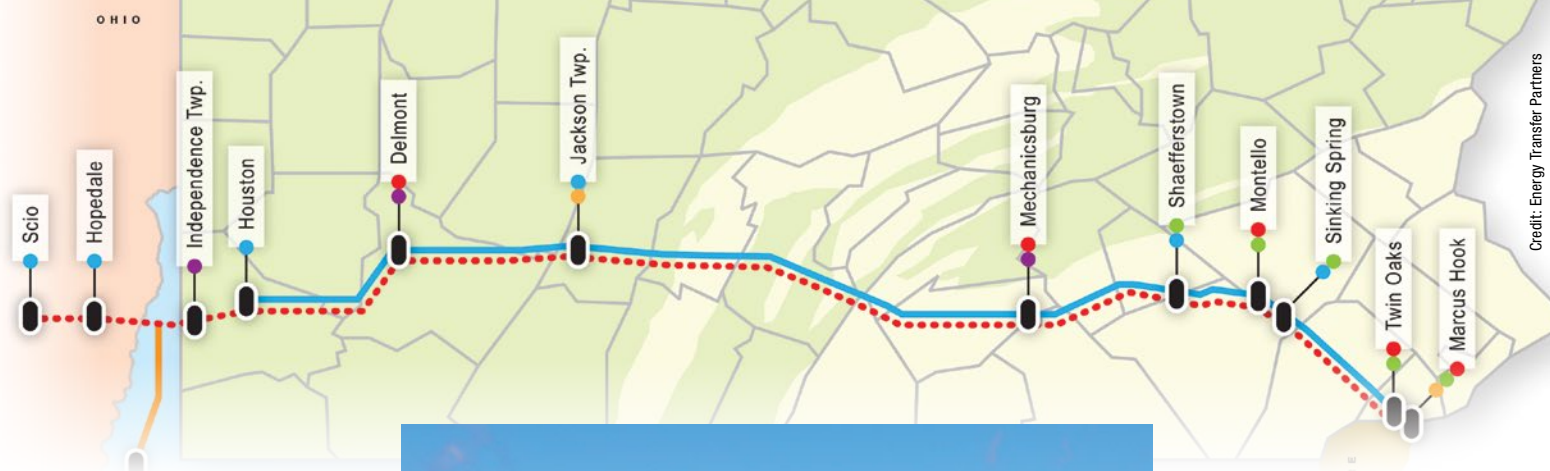 OHIO
Scio
Hopedale
Independence Twp.
Houston
Delmont
Jackson Twp.
Mechanicsburg
Shaefferstown
Montello
Sinking Spring
Twin Oaks
Marcus Hook
Credit: Energy Transfer Partners